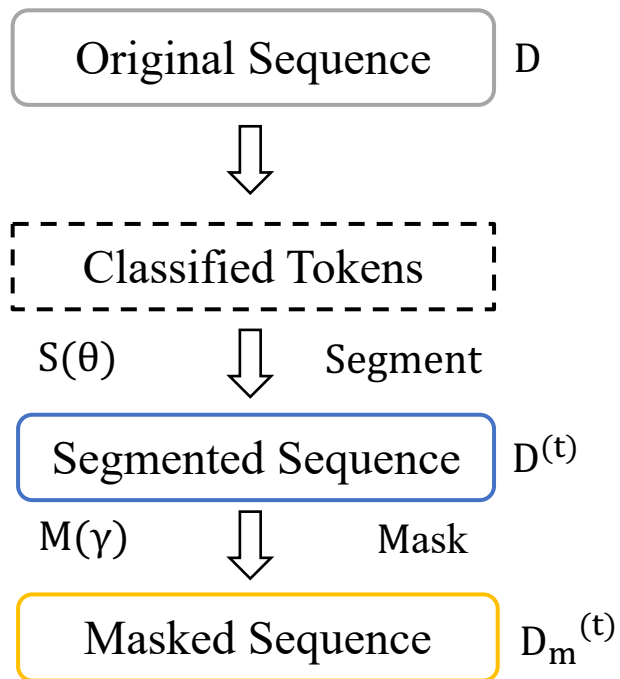 Original Sequence D
Classified Tokens
S(θ) Segment
Segmented Sequence D⁽ᵗ⁾
M(γ) Mask
Masked Sequence Dₘ⁽ᵗ⁾